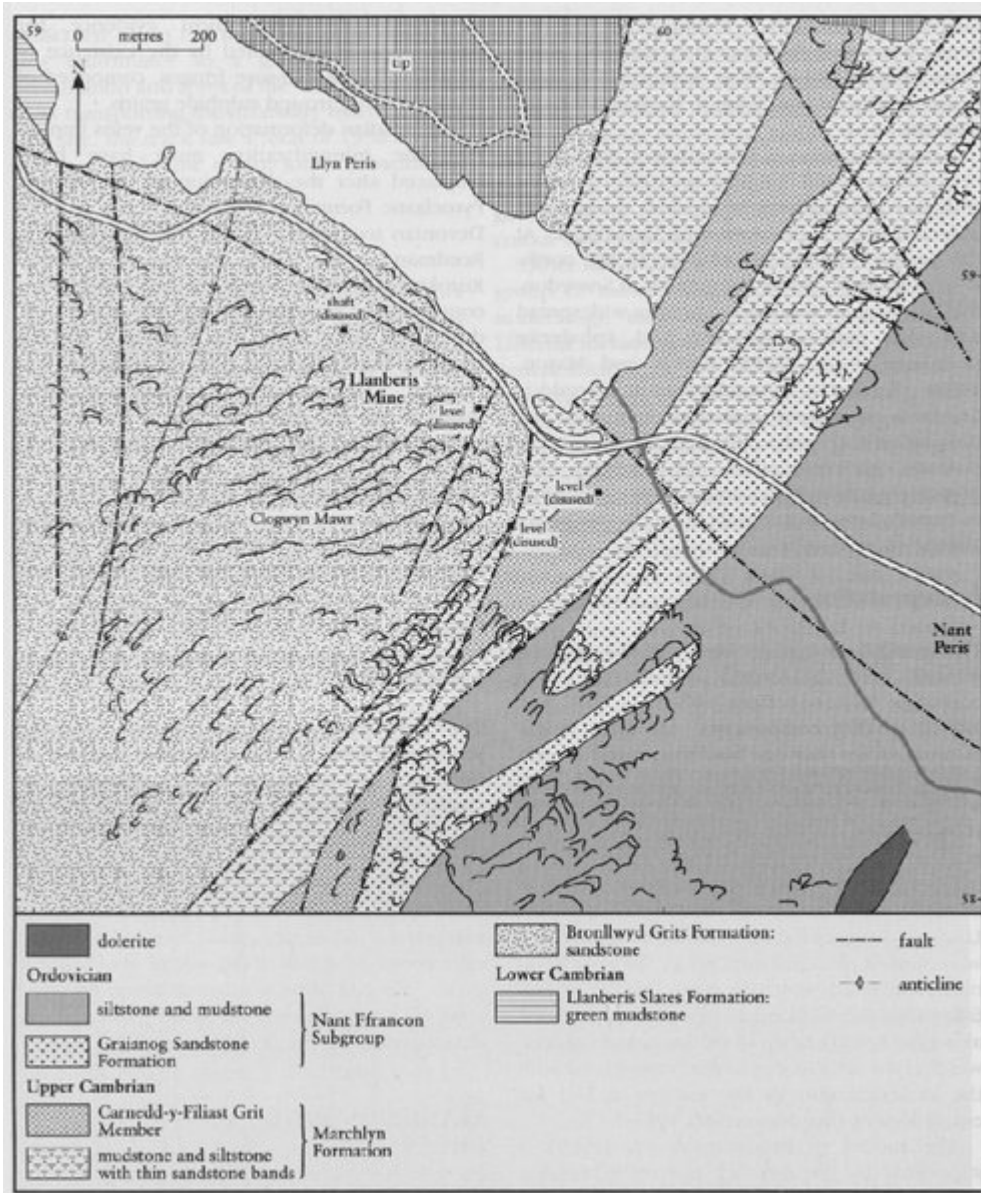 59
0 metres 200
60
up
Llyn Peris
59
shaft
(disused)
Llanberis
Mine
level
(disused)
level
(disused)
Clogwyn Mawr
level
(disused)
Nant
Peris
58
dolerite
Ordovician
siltstone and mudstone
Graianog Sandstone
Formation
Nant Ffrancon
Subgroup
Upper Cambrian
Carnedd-y-Filiast Grit
Member
mudstone and siltstone
with thin sandstone bands
Marchlyn
Formation
Bronllwyd Grits Formation:
sandstone
Lower Cambrian
Llanberis Slates Formation:
green mudstone
fault
anticline